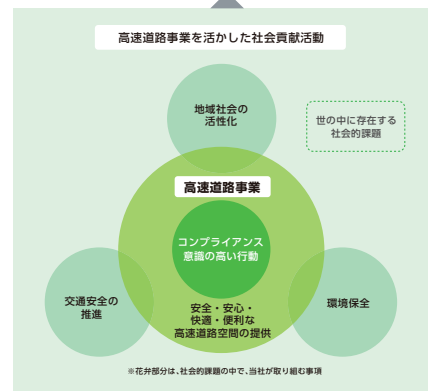 高速道路事業を活かした社会貢献活動
地域社会の
活性化
世の中に存在する
社会的課題
高速道路事業
コンプライアンス
意識の高い行動
交通安全の
推進
安全・安心・
快適・便利な
高速道路空間の提供
環境保全
※花弁部分は、社会的課題の中で、当社が取り組む事項